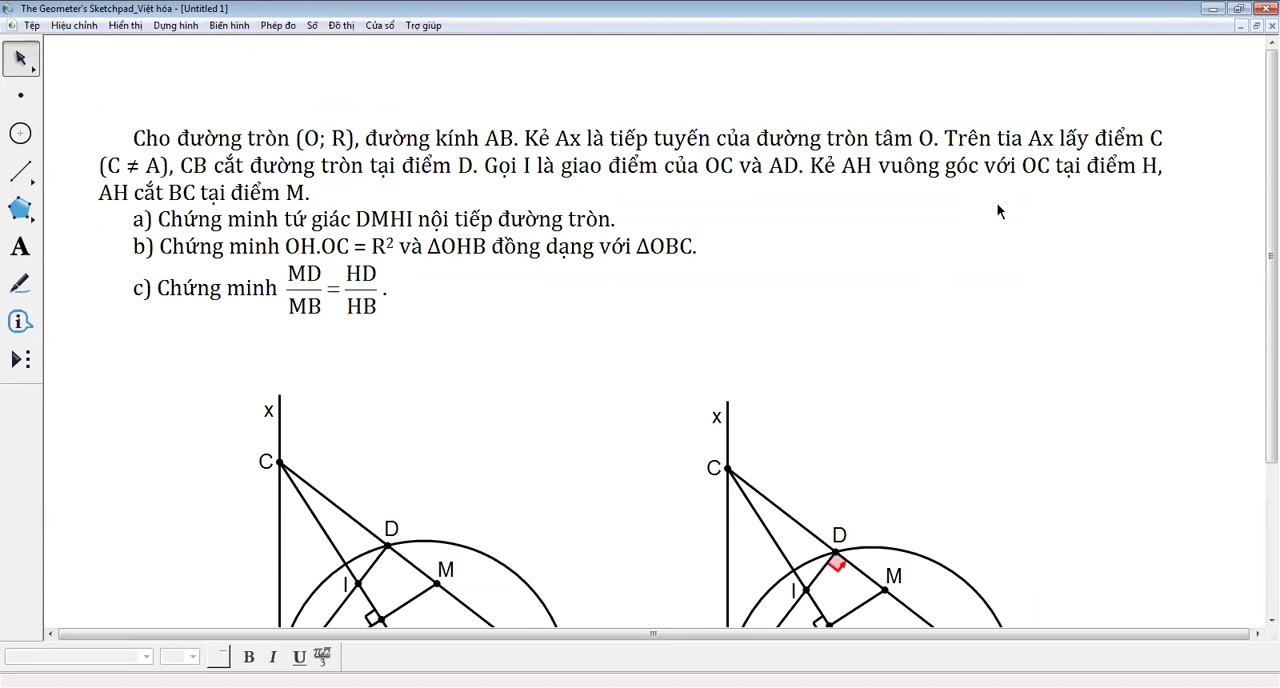 The Geometer's Sketchpad_Việt hóa - [Untitled 1]
Tệp Hiệu chính Hiển thị Dựng hình Biến hình Phép đo Số Đồ thị Cửa sổ Trợ giúp
Cho đường tròn (O; R), đường kính AB. Kẻ Ax là tiếp tuyến của đường tròn tâm O. Trên tia Ax lấy điểm C
(C ≠ A), CB cắt đường tròn tại điểm D. Gọi I là giao điểm của OC và AD. Kẻ AH vuông góc với OC tại điểm H,
AH cắt BC tại điểm M.
a) Chứng minh tứ giác DMHI nội tiếp đường tròn.
b) Chứng minh OH.OC = R² và ΔOHB đồng dạng với ΔOBC.
c) Chứng minh MD/MB = HD/HB .
x x
C C
D D
M M
I I
A
B I U